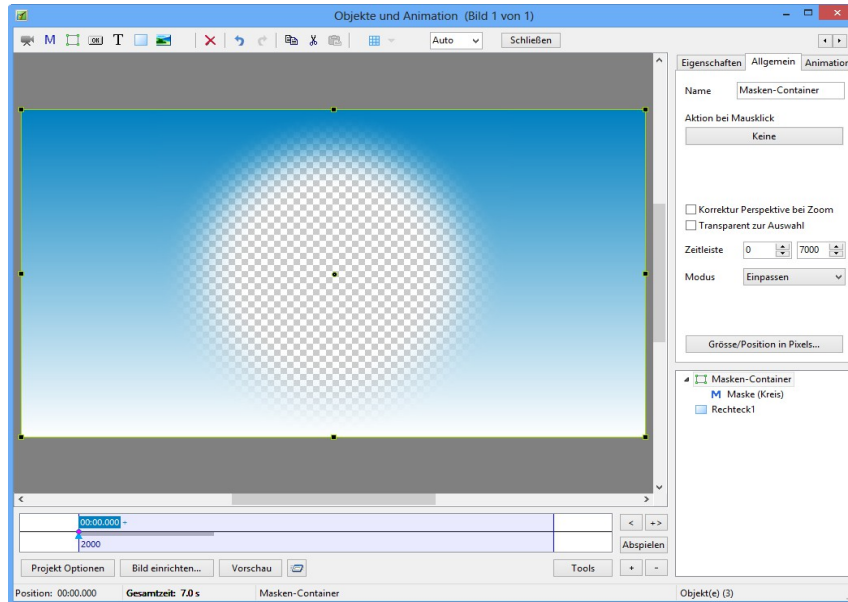 Objekte und Animation (Bild 1 von 1)
M OK T Auto Schließen
Eigenschaften Allgemein Animation
Name Masken-Container
Aktion bei Mausklick
Keine
Korrektur Perspektive bei Zoom
Transparent zur Auswahl
Zeitleiste 0 7000
Modus Einpassen
Grösse/Position in Pixels...
Masken-Container
M Maske (Kreis)
Rechteck1
00:00.000 -
2000
< +>
Abspielen
Projekt Optionen Bild einrichten... Vorschau Tools + -
Position: 00:00.000 Gesamtzeit: 7.0 s Masken-Container Objekt(e) (3)